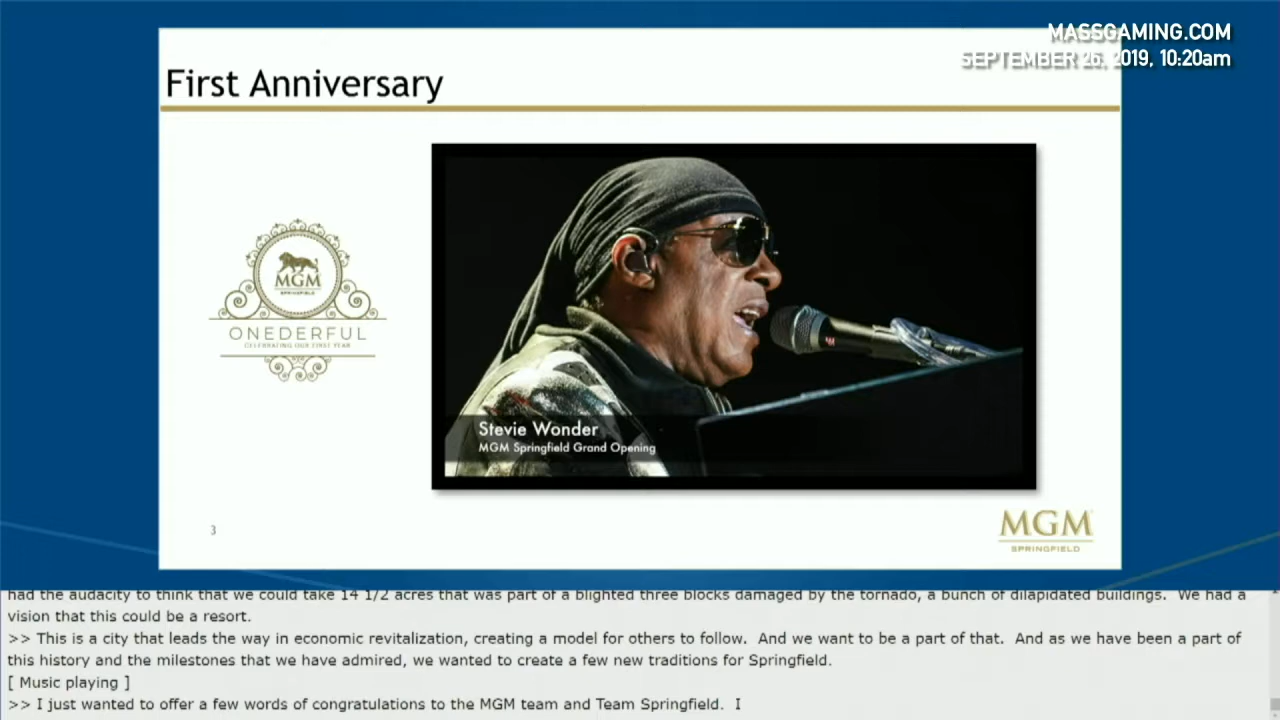 MASSGAMING.COM
SEPTEMBER 26, 2019, 10:20am
First Anniversary
MGM
SPRINGFIELD
ONEDERFUL
CELEBRATING OUR FIRST YEAR
Stevie Wonder
MGM Springfield Grand Opening
3
MGM
SPRINGFIELD
had the audacity to think that we could take 14 1/2 acres that was part of a blighted three blocks damaged by the tornado, a bunch of dilapidated buildings.  We had a
vision that this could be a resort.
>> This is a city that leads the way in economic revitalization, creating a model for others to follow.  And we want to be a part of that.  And as we have been a part of
this history and the milestones that we have admired, we wanted to create a few new traditions for Springfield.
[ Music playing ]
>> I just wanted to offer a few words of congratulations to the MGM team and Team Springfield.  I